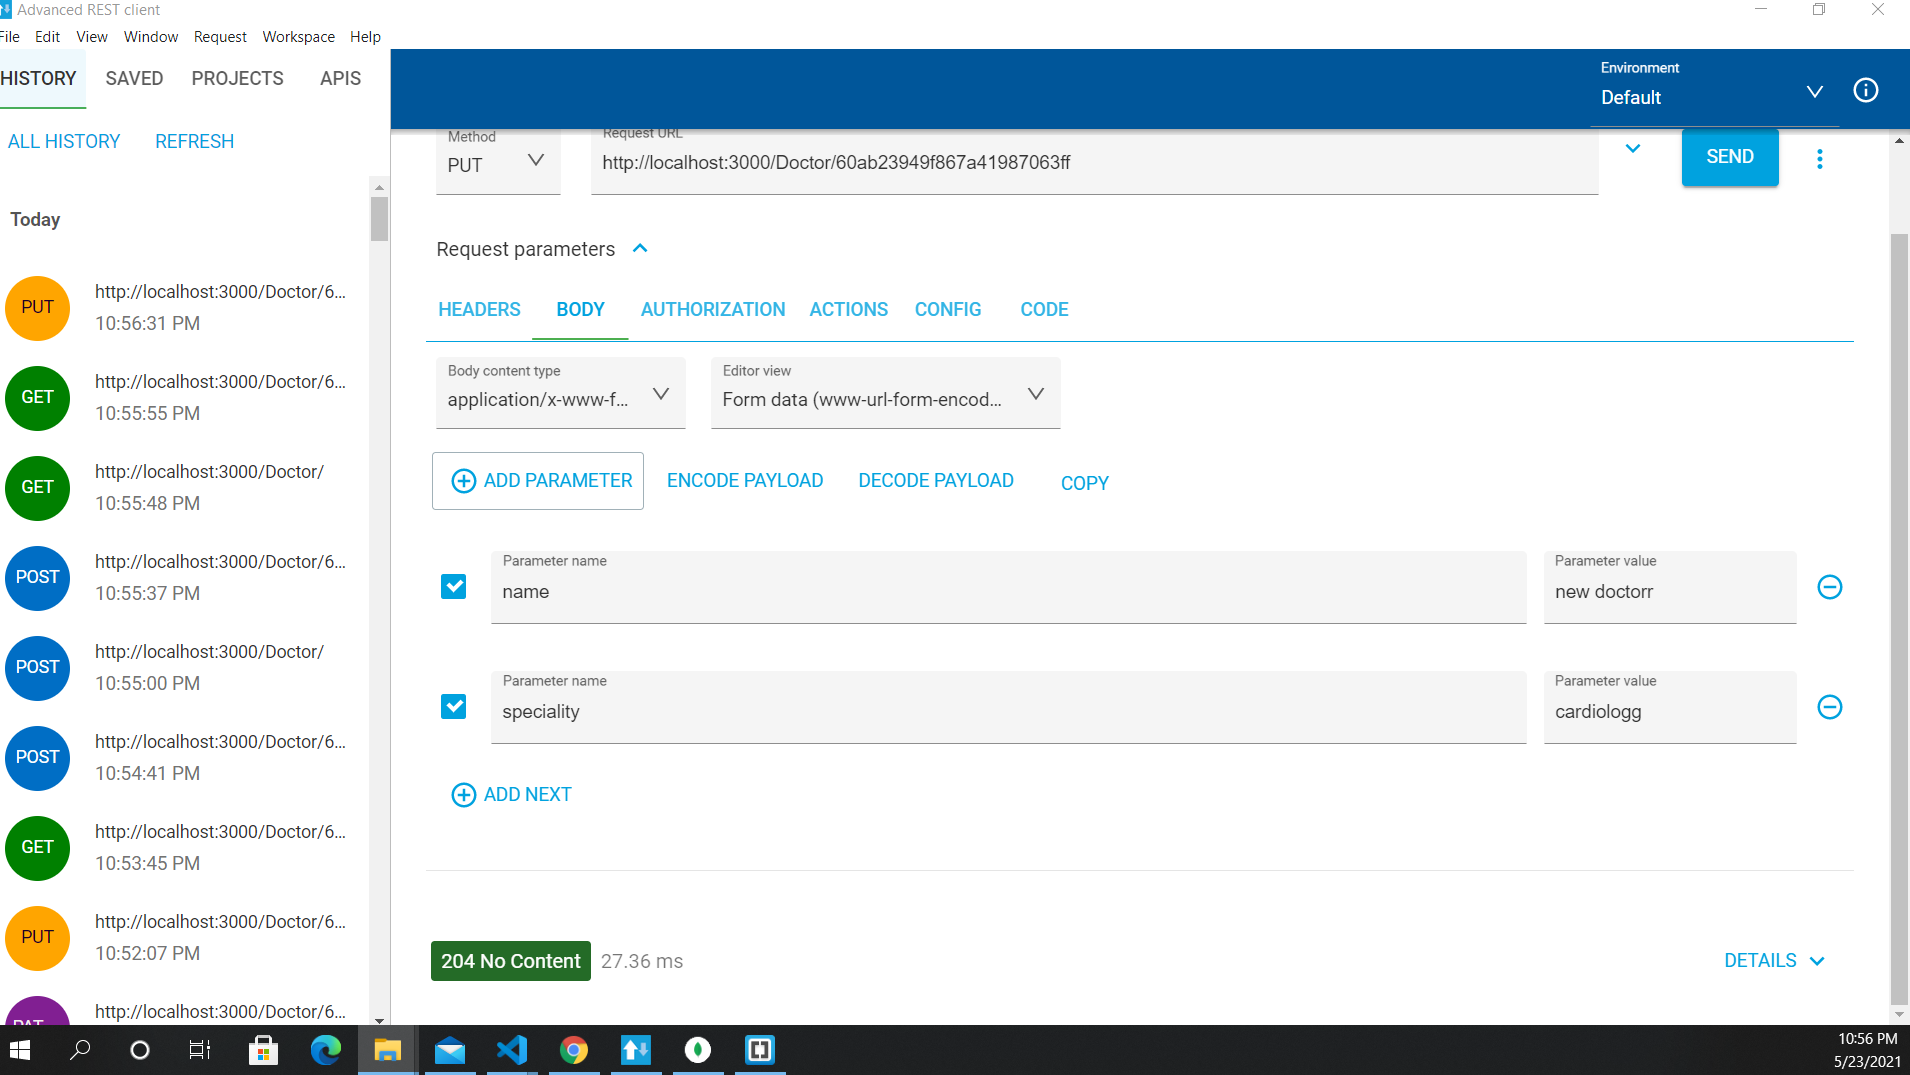 Advanced REST client
File Edit View Window Request Workspace Help
HISTORY SAVED PROJECTS APIS
Environment
Default
ALL HISTORY REFRESH
Method
PUT
Request URL
http://localhost:3000/Doctor/60ab23949f867a41987063ff
SEND
Today
PUT
http://localhost:3000/Doctor/6...
10:56:31 PM
GET
http://localhost:3000/Doctor/6...
10:55:55 PM
GET
http://localhost:3000/Doctor/
10:55:48 PM
POST
http://localhost:3000/Doctor/6...
10:55:37 PM
POST
http://localhost:3000/Doctor/
10:55:00 PM
POST
http://localhost:3000/Doctor/6...
10:54:41 PM
GET
http://localhost:3000/Doctor/6...
10:53:45 PM
PUT
http://localhost:3000/Doctor/6...
10:52:07 PM
http://localhost:3000/Doctor/6...
Request parameters
HEADERS BODY AUTHORIZATION ACTIONS CONFIG CODE
Body content type
application/x-www-f...
Editor view
Form data (www-url-form-encod...
ADD PARAMETER ENCODE PAYLOAD DECODE PAYLOAD COPY
Parameter name
name
Parameter value
new doctorr
Parameter name
speciality
Parameter value
cardiologg
ADD NEXT
204 No Content 27.36 ms
DETAILS
10:56 PM
5/23/2021